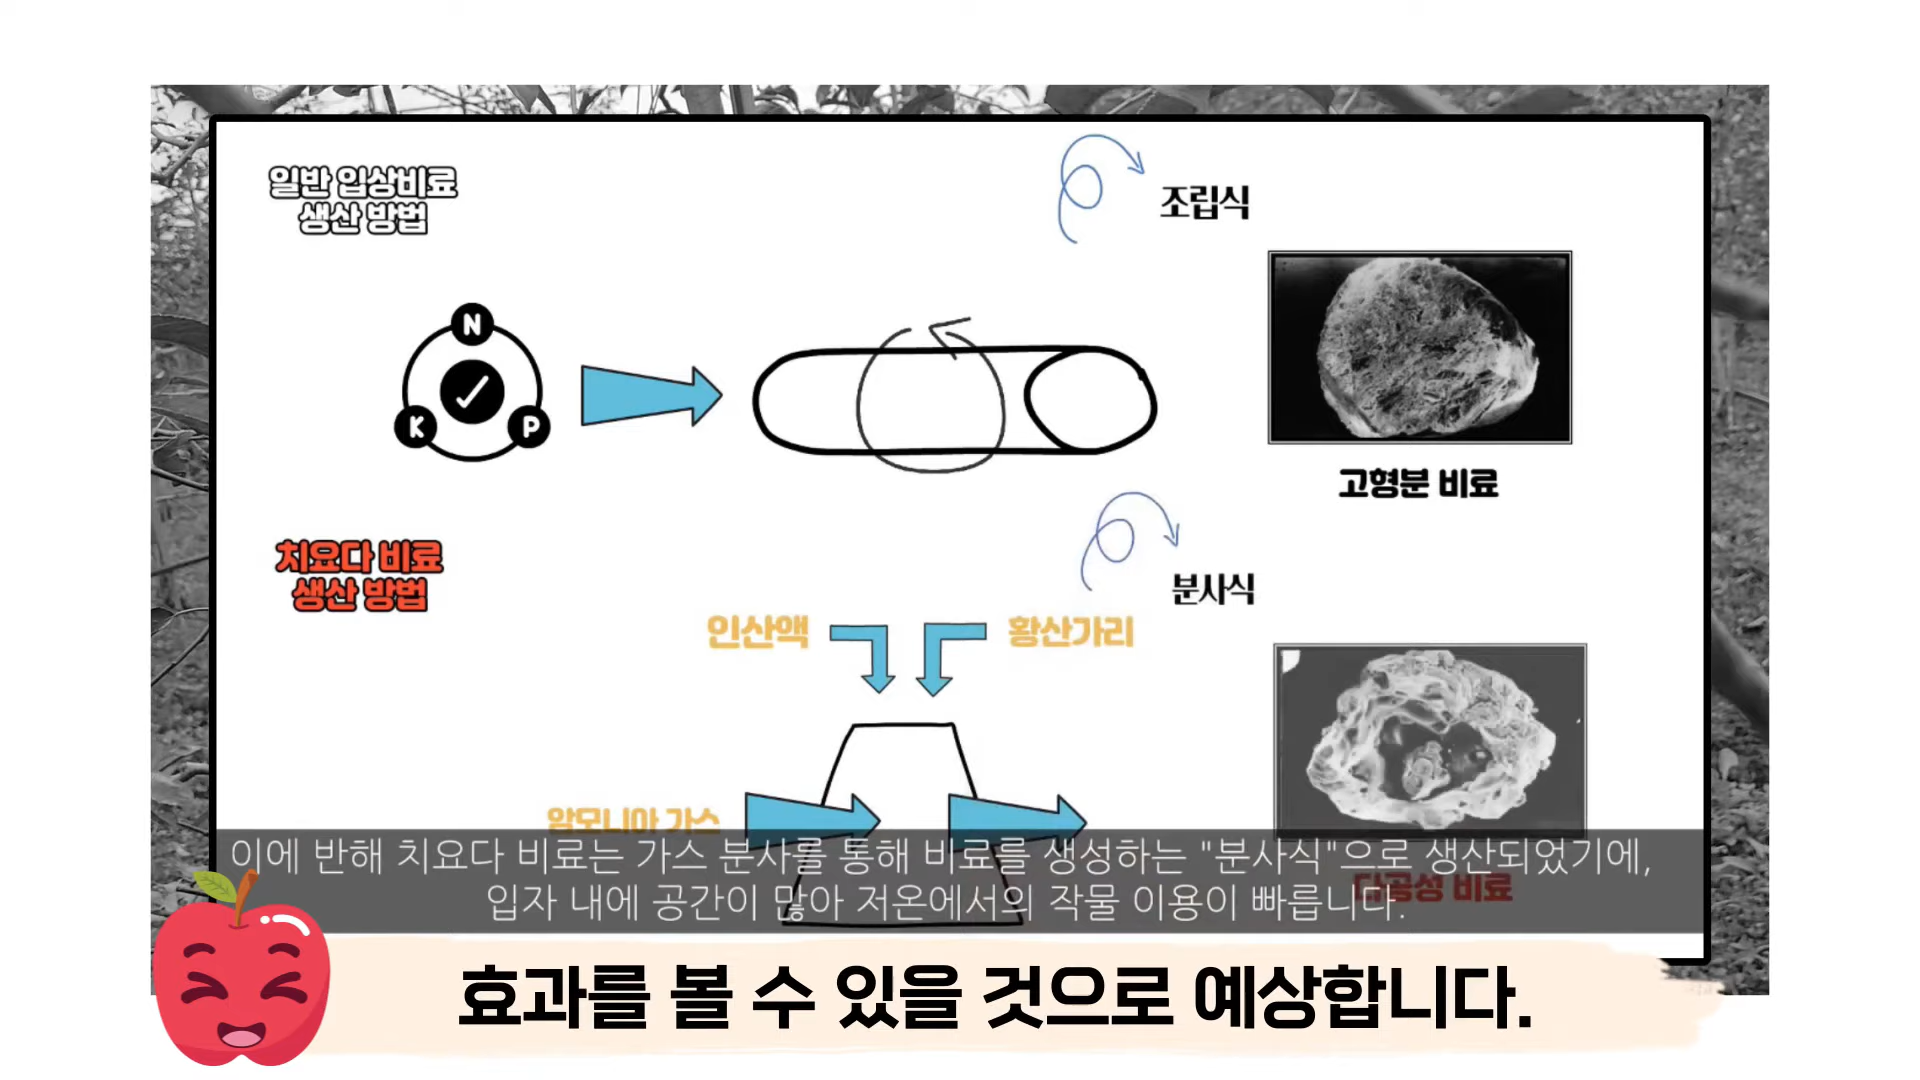 일반 입상비료
생산 방법
조립식
N
K
P
고형분 비료
치요다 비료
생산 방법
분사식
인산액
황산가리
암모니아 가스
이에 반해 치요다 비료는 가스 분사를 통해 비료를 생성하는 "분사식"으로 생산되었기에,
다공성 비료
입자 내에 공간이 많아 저온에서의 작물 이용이 빠릅니다.
효과를 볼 수 있을 것으로 예상합니다.